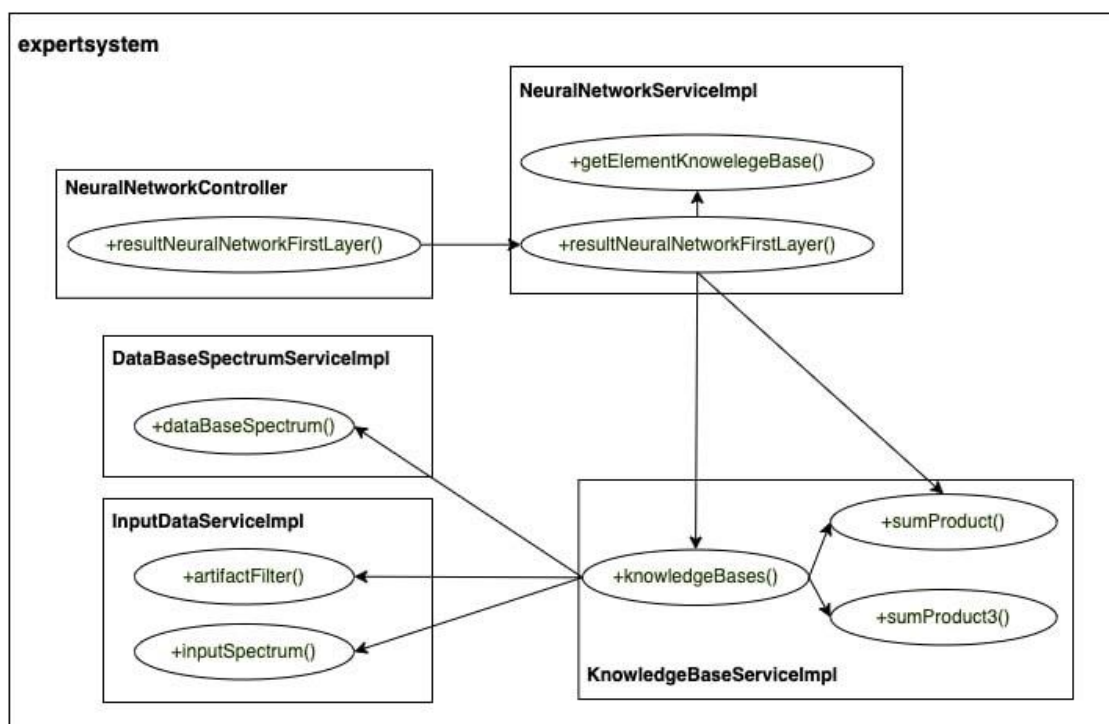 expertsystem
NeuralNetworkServiceImpl
+getElementKnowelegeBase()
NeuralNetworkController
+resultNeuralNetworkFirstLayer()
+resultNeuralNetworkFirstLayer()
DataBaseSpectrumServiceImpl
+dataBaseSpectrum()
InputDataServiceImpl
+artifactFilter()
+inputSpectrum()
+sumProduct()
+knowledgeBases()
+sumProduct3()
KnowledgeBaseServiceImpl